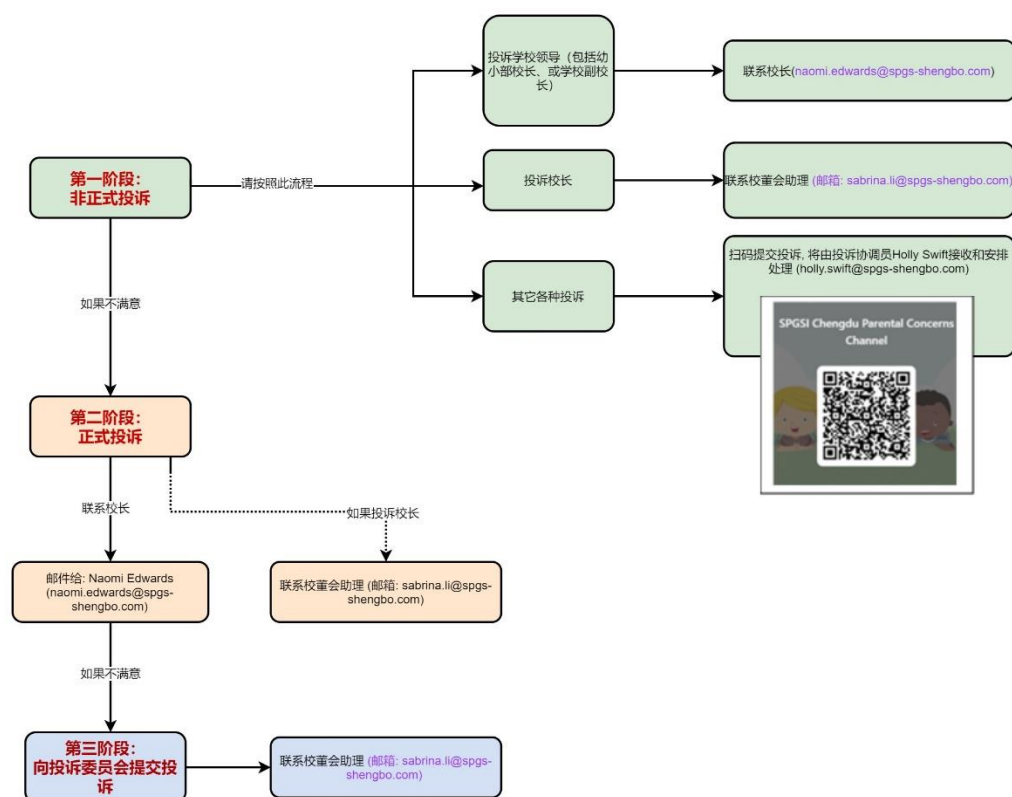 投诉学校领导（包括幼
小部校长、或学校副校
长）
联系校长(naomi.edwards@spgs-shengbo.com)
第一阶段：
非正式投诉
请按照此流程
投诉校长
联系校董会助理 (邮箱: sabrina.li@spgs-shengbo.com)
其它各种投诉
扫码提交投诉, 将由投诉协调员Holly Swift接收和安排
处理 (holly.swift@spgs-shengbo.com)
SPGSI Chengdu Parental Concerns
Channel
如果不满意
第二阶段：
正式投诉
联系校长
如果投诉校长
邮件给: Naomi Edwards
(naomi.edwards@spgs-
shengbo.com)
联系校董会助理 (邮箱: sabrina.li@spgs-
shengbo.com)
如果不满意
第三阶段：
向投诉委员会提交投
诉
联系校董会助理 (邮箱: sabrina.li@spgs-
shengbo.com)